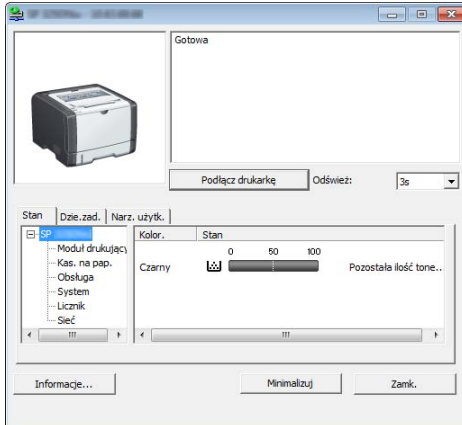 Gotowa
Podłącz drukarkę
Odśwież:
3s
Stan
Dzie.zad.
Narz. użytk.
SP
Kolor.
Stan
Moduł drukujący
Kas. na pap.
Obsługa
System
Licznik
Sieć
0 50 100
Czarny
Pozostała ilość tone..
Informacje...
Minimalizuj
Zamk.